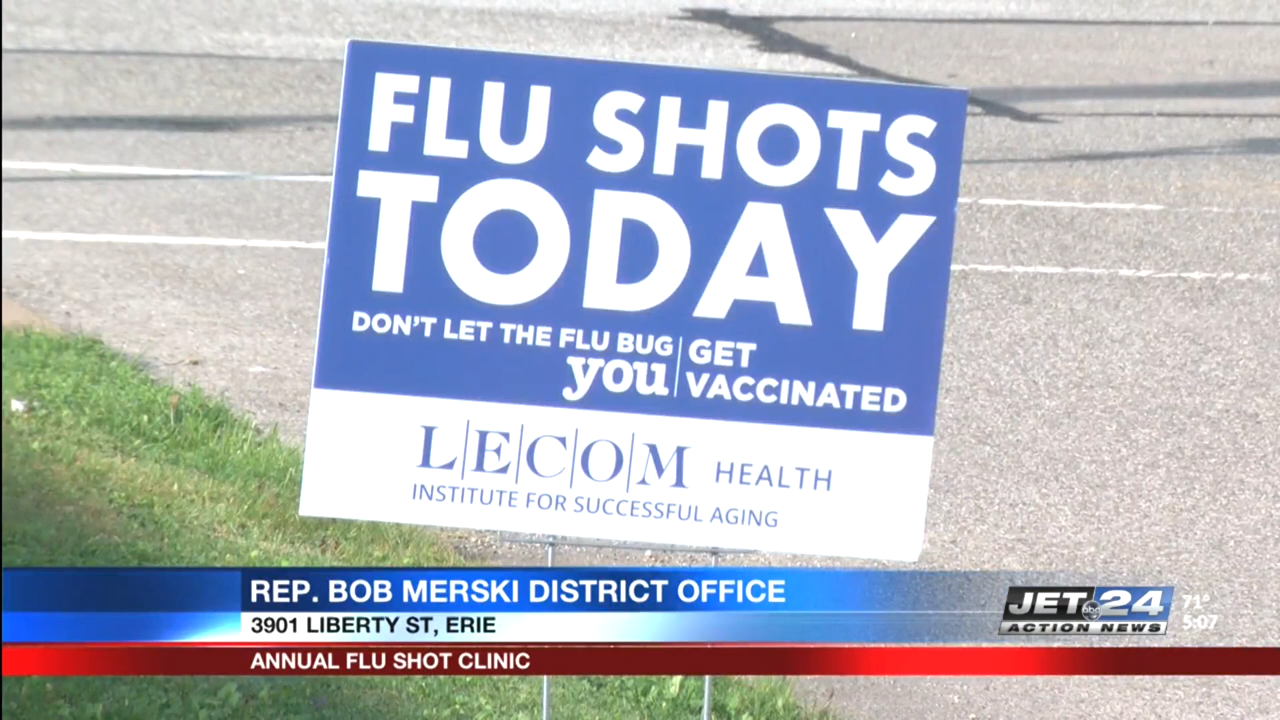 FLU SHOTS
TODAY
DON'T LET THE FLU BUG
you
GET
VACCINATED
L|E|C|O|M HEALTH
INSTITUTE FOR SUCCESSFUL AGING
REP. BOB MERSKI DISTRICT OFFICE
3901 LIBERTY ST, ERIE
ANNUAL FLU SHOT CLINIC
JET abc 24
ACTION NEWS
71°
5:07